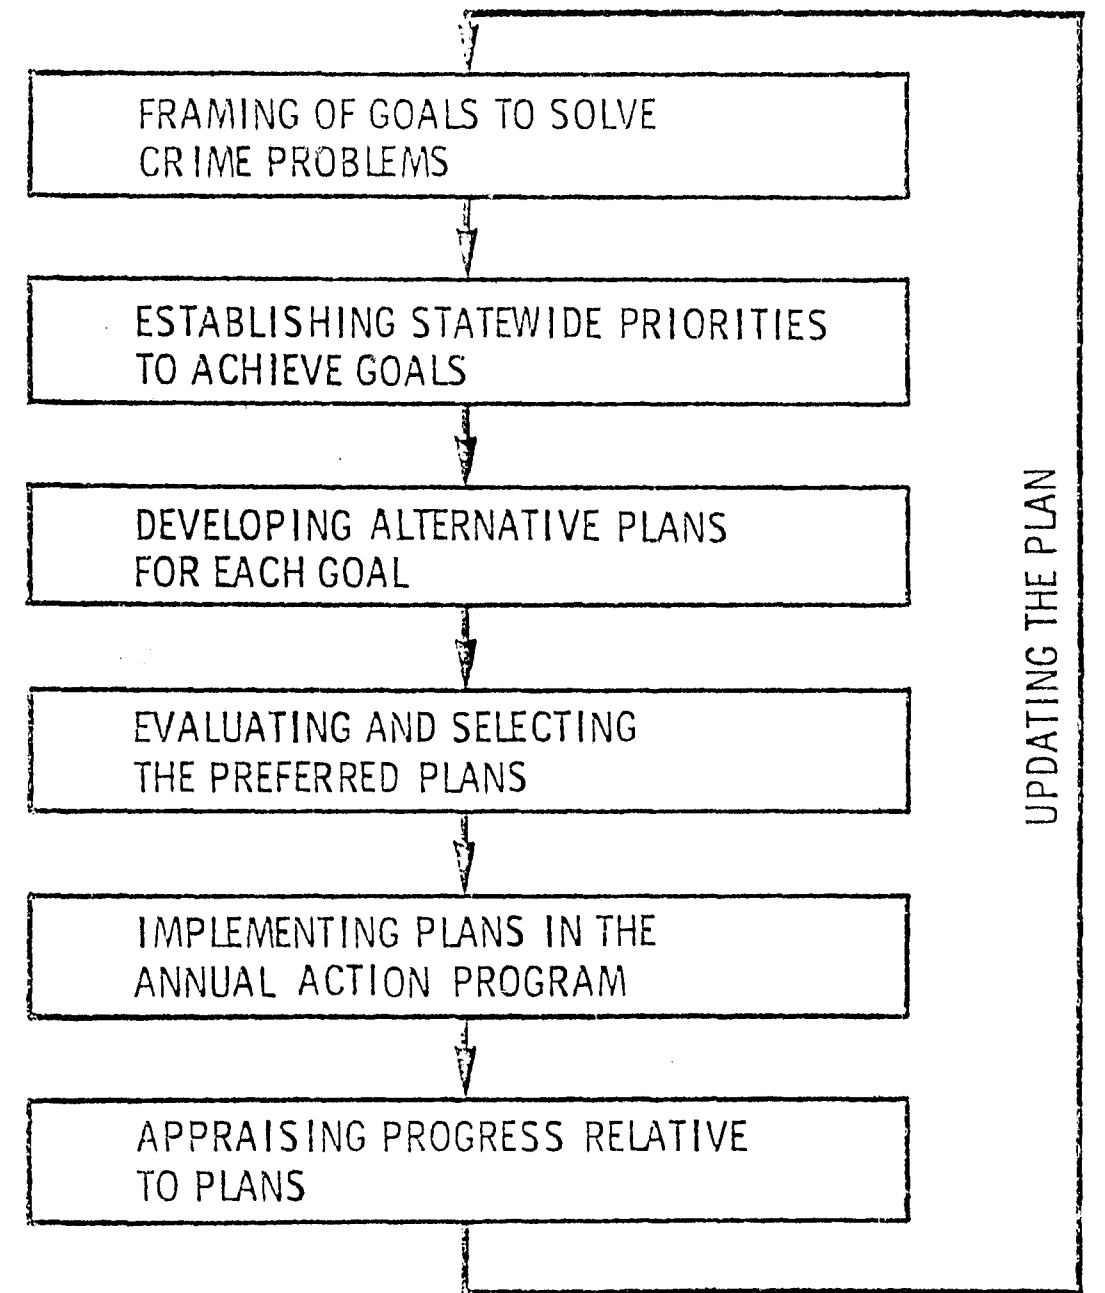 FRAMING OF GOALS TO SOLVE
CRIME PROBLEMS
ESTABLISHING STATEWIDE PRIORITIES
TO ACHIEVE GOALS
DEVELOPING ALTERNATIVE PLANS
FOR EACH GOAL
EVALUATING AND SELECTING
THE PREFERRED PLANS
IMPLEMENTING PLANS IN THE
ANNUAL ACTION PROGRAM
APPRAISING PROGRESS RELATIVE
TO PLANS
UPDATING THE PLAN